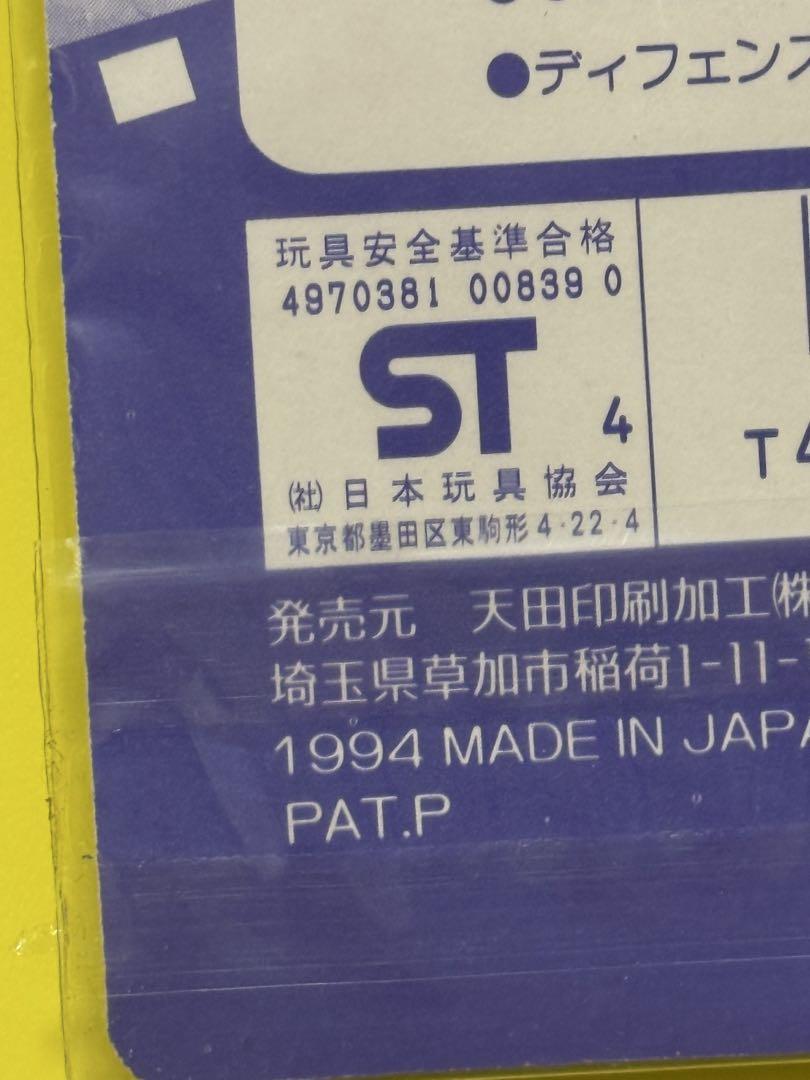 ●ディフェンス
玩具安全基準合格
4970381 00839 0
ST 4
T4
㈳日本玩具協会
東京都墨田区東駒形4-22-4
発売元 天田印刷加工㈱
埼玉県草加市稲荷1-11-
1994 MADE IN JAPA
PAT.P